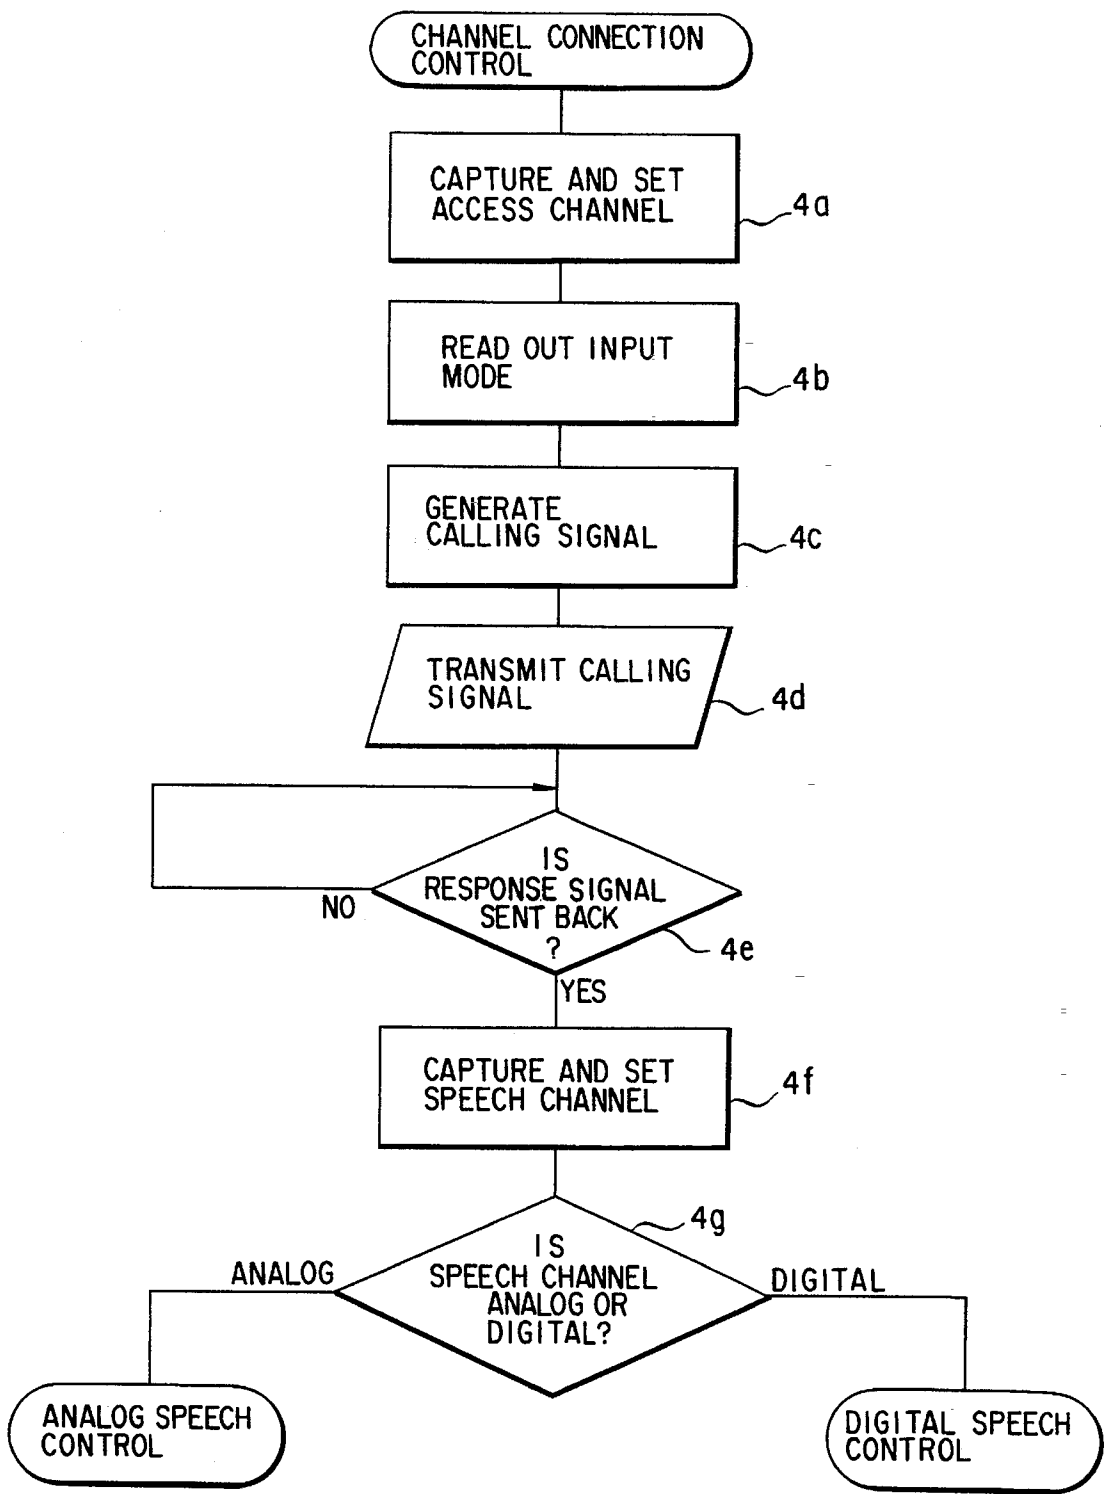 CHANNEL CONNECTION
CONTROL
CAPTURE AND SET
ACCESS CHANNEL
4a
READ OUT INPUT
MODE
4b
GENERATE
CALLING SIGNAL
4c
TRANSMIT CALLING
SIGNAL
4d
IS
RESPONSE SIGNAL
SENT BACK
?
NO
4e
YES
CAPTURE AND SET
SPEECH CHANNEL
4f
4g
IS
SPEECH CHANNEL
ANALOG OR
DIGITAL?
ANALOG
DIGITAL
ANALOG SPEECH
CONTROL
DIGITAL SPEECH
CONTROL